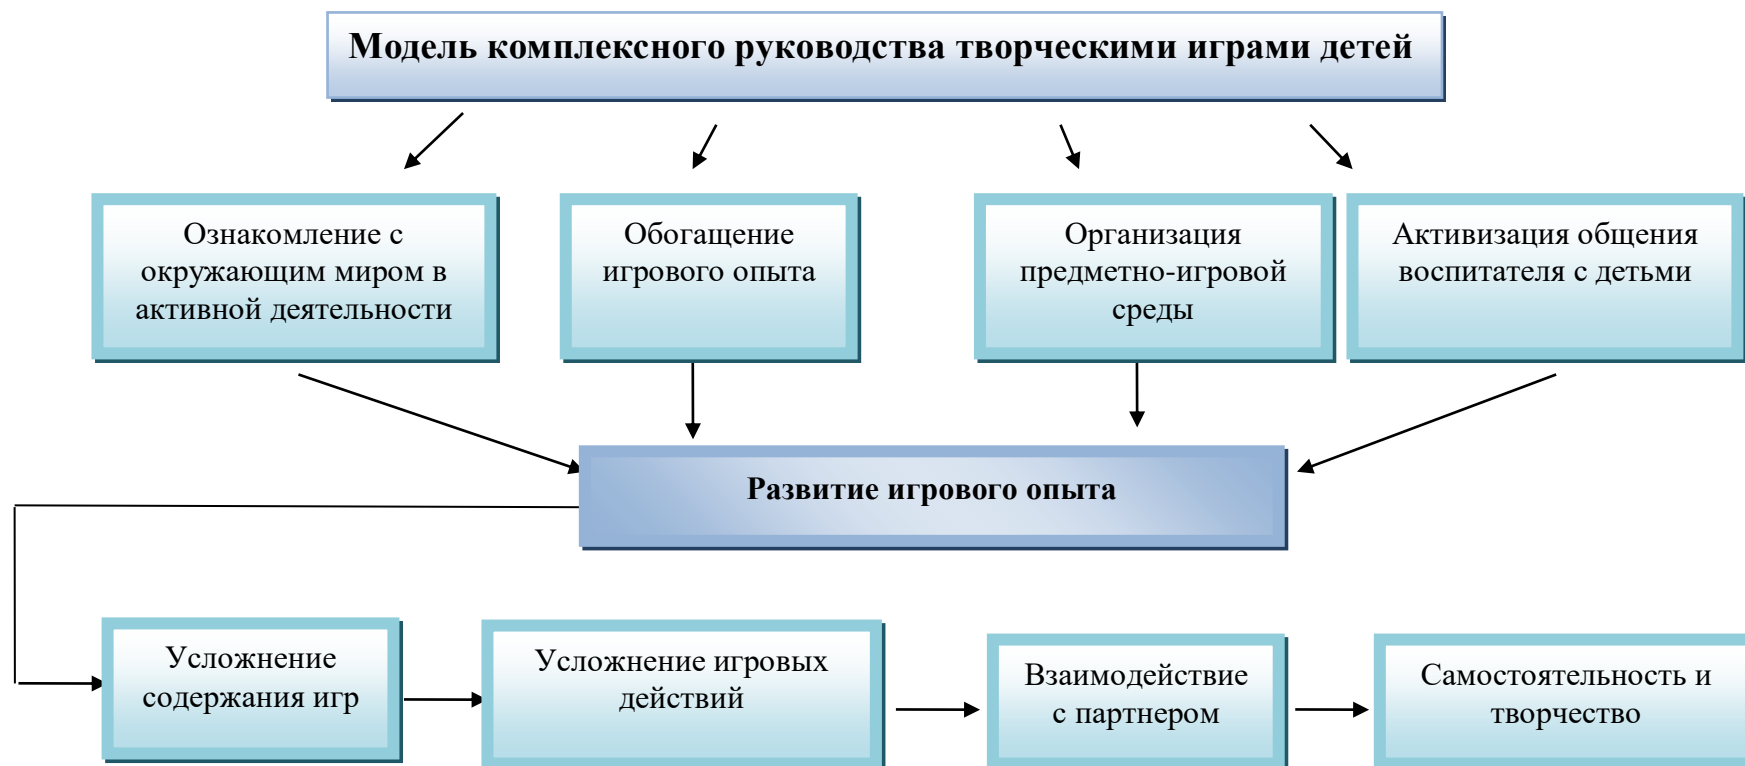 Модель комплексного руководства творческими играми детей
Ознакомление с
окружающим миром в
активной деятельности
Обогащение
игрового опыта
Организация
предметно-игровой
среды
Активизация общения
воспитателя с детьми
Развитие игрового опыта
Усложнение
содержания игр
Усложнение игровых
действий
Взаимодействие
с партнером
Самостоятельность и
творчество